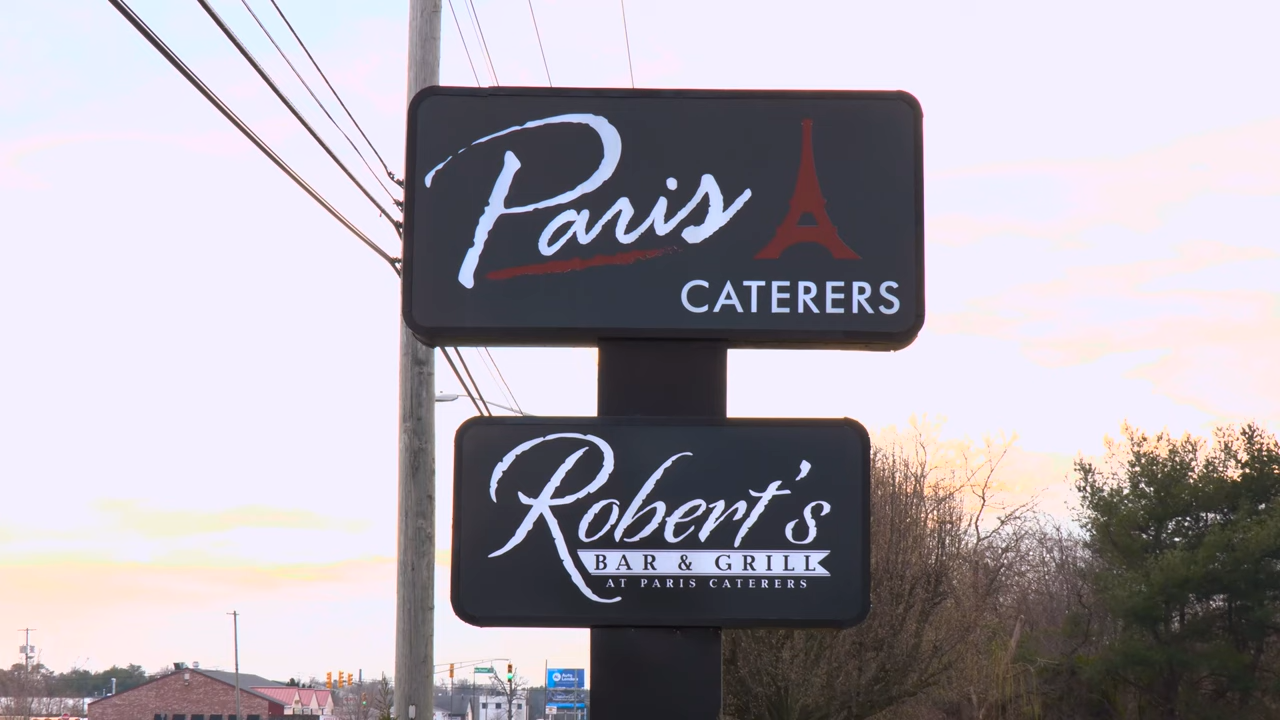 Paris
CATERERS
Robert's
BAR & GRILL
AT PARIS CATERERS